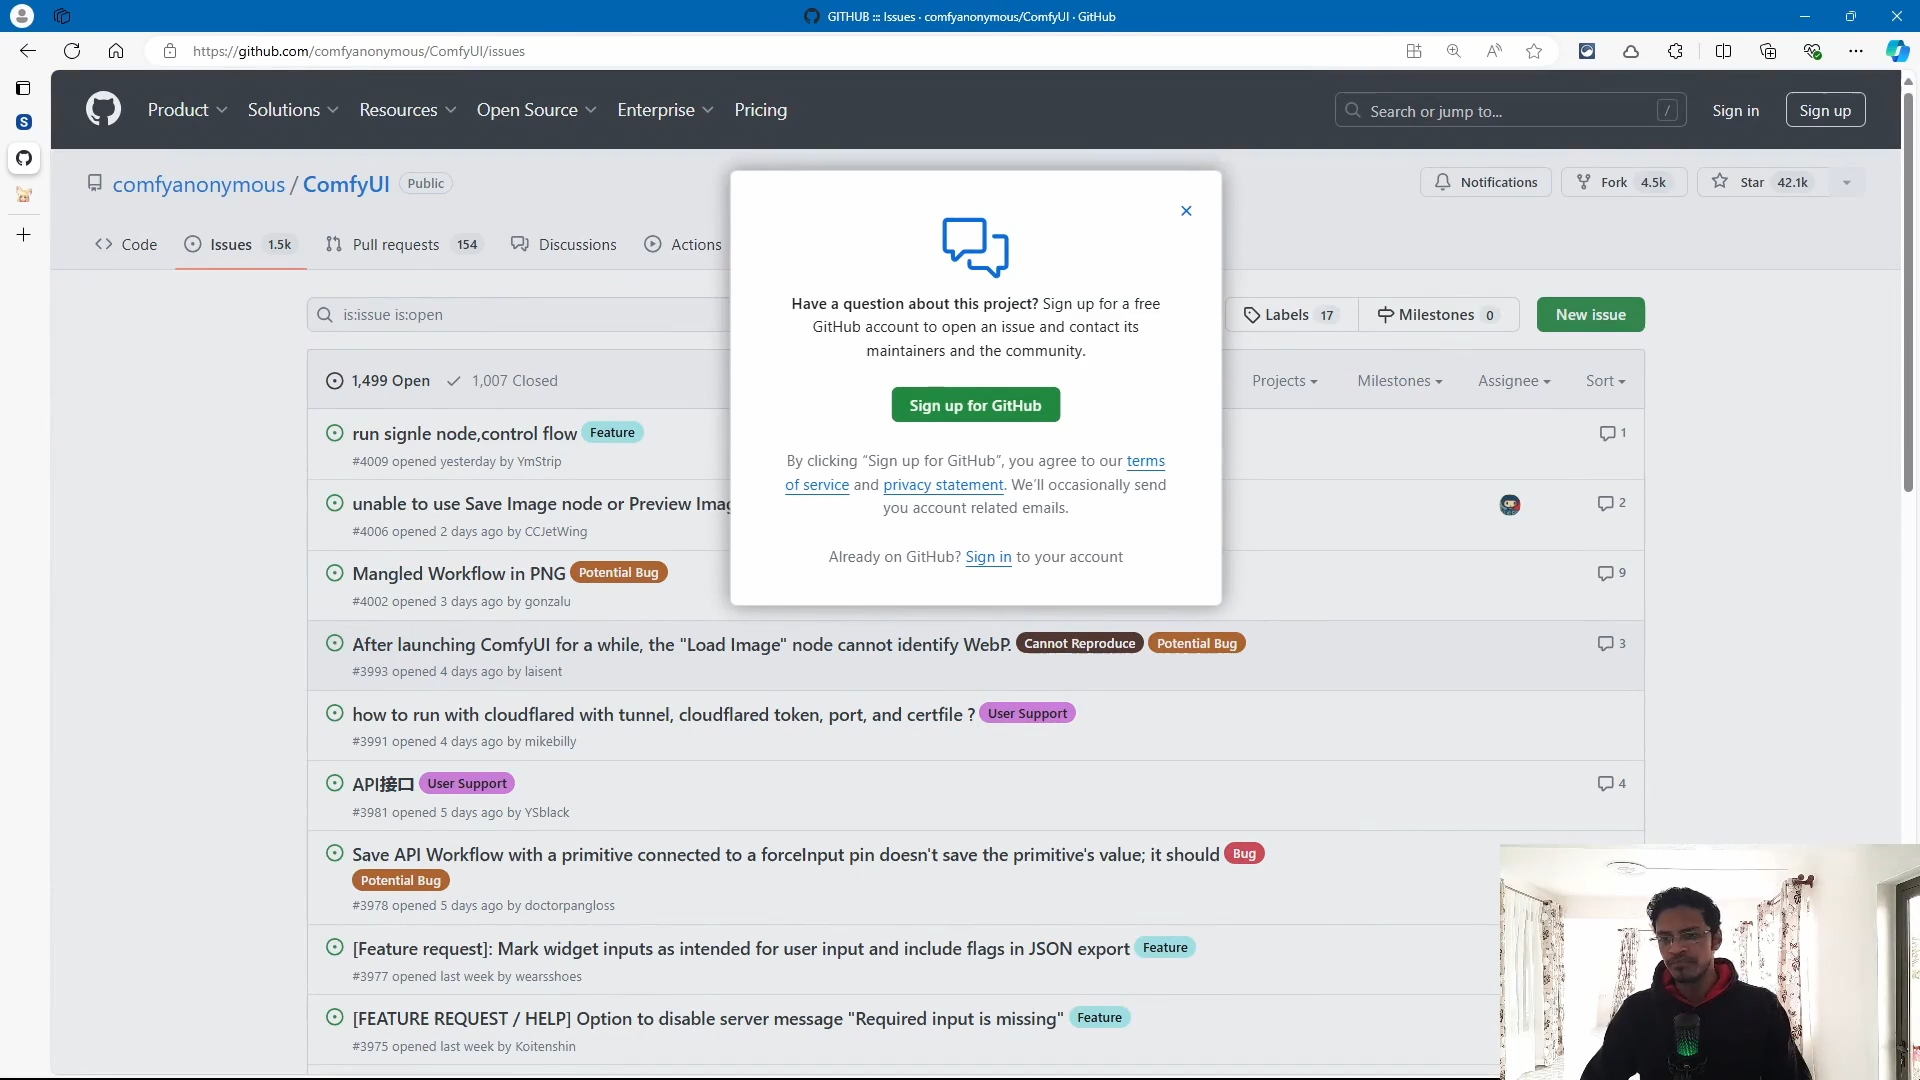 GITHUB ::: Issues · comfyanonymous/ComfyUI · GitHub
https://github.com/comfyanonymous/ComfyUI/issues
S
Product Solutions Resources Open Source Enterprise Pricing
Search or jump to... /
Sign in Sign up
comfyanonymous / ComfyUI Public
Notifications Fork 4.5k Star 42.1k
Code Issues 1.5k Pull requests 154 Discussions Actions
Have a question about this project? Sign up for a free
GitHub account to open an issue and contact its
maintainers and the community.
Sign up for GitHub
By clicking “Sign up for GitHub”, you agree to our terms
of service and privacy statement. We’ll occasionally send
you account related emails.
Already on GitHub? Sign in to your account
is:issue is:open
Labels 17 Milestones 0 New issue
1,499 Open 1,007 Closed
Projects Milestones Assignee Sort
run signle node,control flow Feature 1
#4009 opened yesterday by YmStrip
unable to use Save Image node or Preview 2
#4006 opened 2 days ago by CCJetWing
Mangled Workflow in PNG Potential Bug 9
#4002 opened 3 days ago by gonzalu
After launching ComfyUI for a while, the "Load Image" node cannot identify WebP. Cannot Reproduce Potential Bug 3
#3993 opened 4 days ago by laisent
how to run with cloudflared with tunnel, cloudflared token, port, and certfile ? User Support
#3991 opened 4 days ago by mikebilly
API接口 User Support 4
#3981 opened 5 days ago by YSblack
Save API Workflow with a primitive connected to a forceInput pin doesn't save the primitive's value; it should Bug
Potential Bug
#3978 opened 5 days ago by doctorpangloss
[Feature request]: Mark widget inputs as intended for user input and include flags in JSON export Feature
#3977 opened last week by wearsshoes
[FEATURE REQUEST / HELP] Option to disable server message "Required input is missing" Feature
#3975 opened last week by Koitenshin